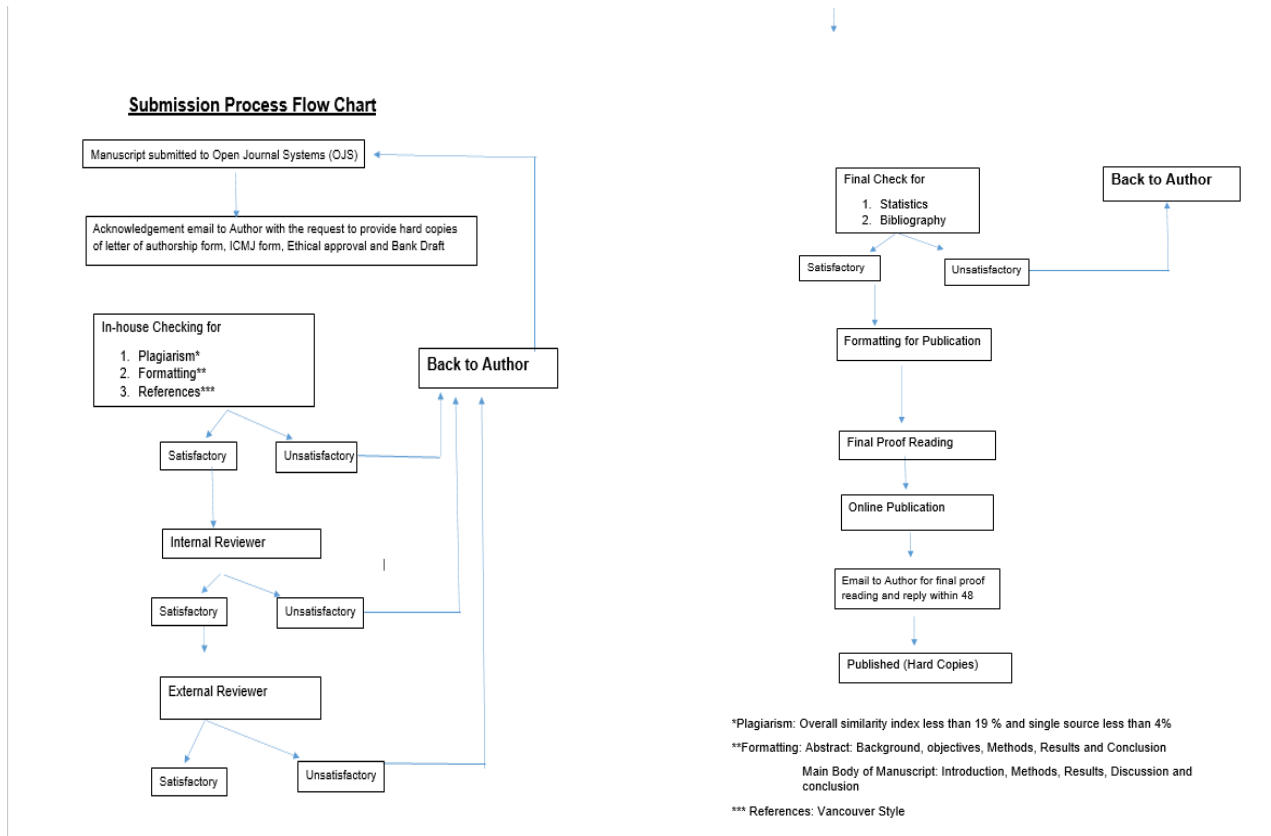 Submission Process Flow Chart
Manuscript submitted to Open Journal Systems (OJS)
Acknowledgement email to Author with the request to provide hard copies
of letter of authorship form, ICMJ form, Ethical approval and Bank Draft
In-house Checking for
1. Plagiarism*
2. Formatting**
3. References***
Back to Author
Satisfactory
Unsatisfactory
Internal Reviewer
Satisfactory
Unsatisfactory
External Reviewer
Satisfactory
Unsatisfactory
Final Check for
1. Statistics
2. Bibliography
Back to Author
Satisfactory
Unsatisfactory
Formatting for Publication
Final Proof Reading
Online Publication
Email to Author for final proof
reading and reply within 48
Published (Hard Copies)
*Plagiarism: Overall similarity index less than 19 % and single source less than 4%
**Formatting: Abstract: Background, objectives, Methods, Results and Conclusion
Main Body of Manuscript: Introduction, Methods, Results, Discussion and
conclusion
*** References: Vancouver Style